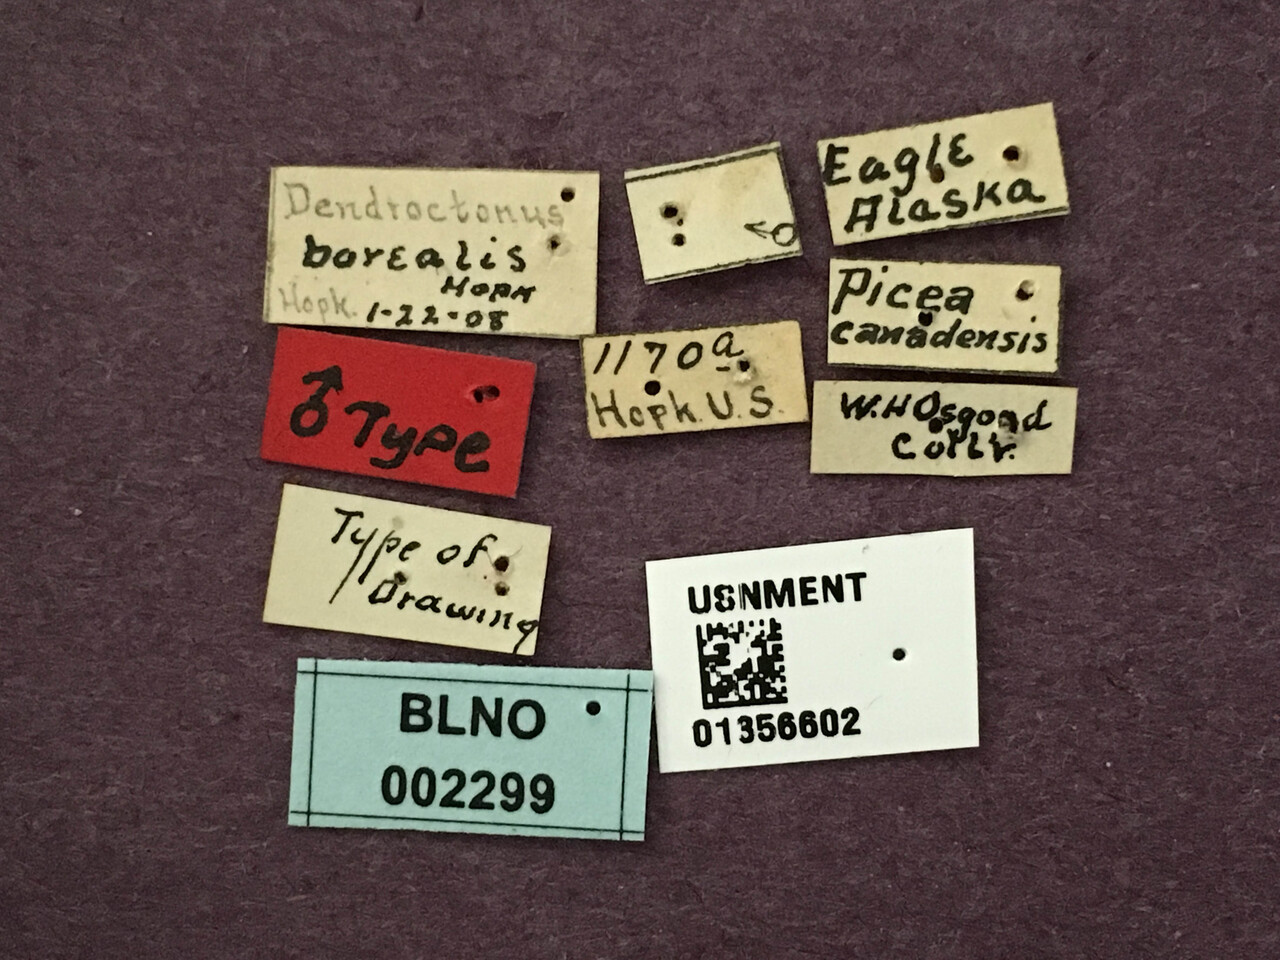 Dendroctonus
borealis
Hopk
Hopk. 1-22-08
♂
Eagle
Alaska
Picea
canadensis
W.H Osgood
Collr.
1170a
Hopk. U.S.
♂ Type
Type of
Drawing
USNMENT
01356602
BLNO
002299